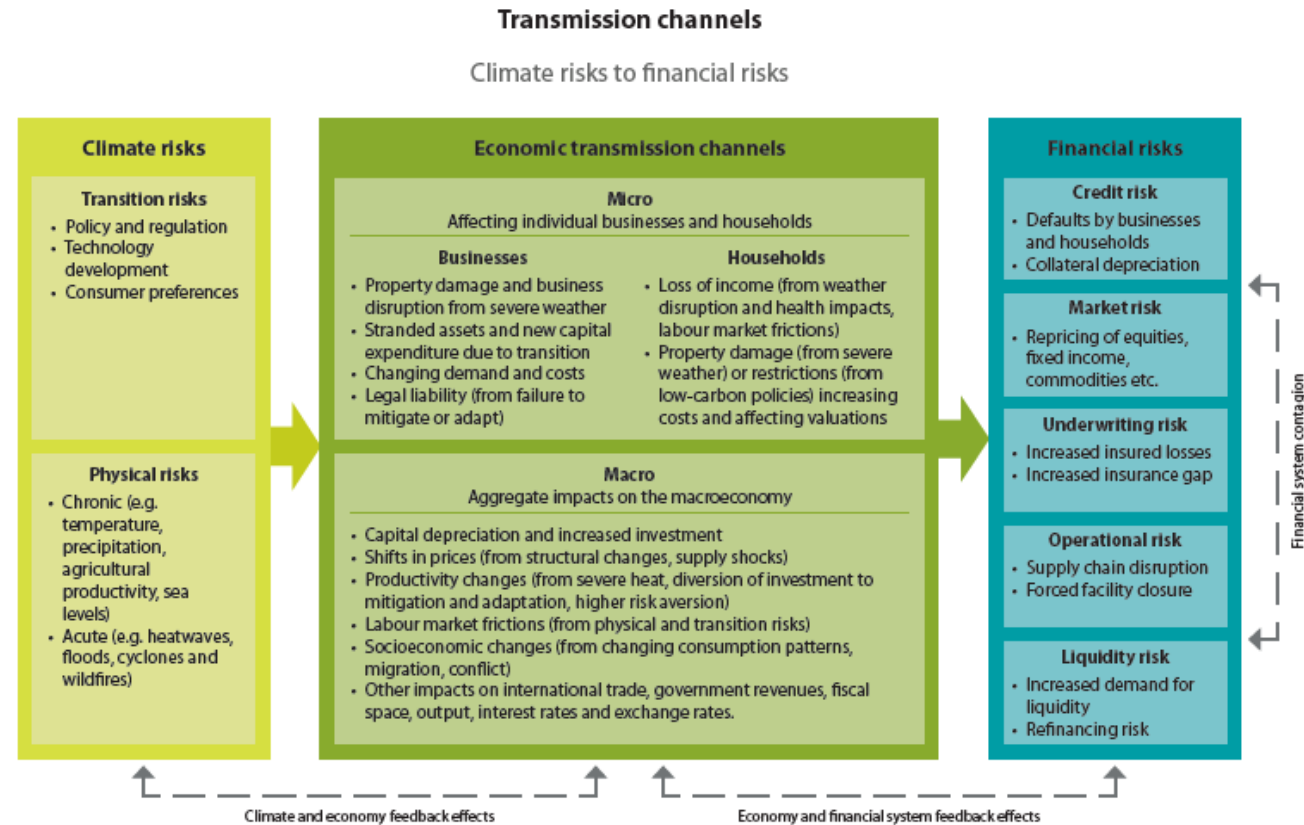 Transmission channels
Climate risks to financial risks
Climate risks
Transition risks
• Policy and regulation
• Technology
development
• Consumer preferences
Physical risks
• Chronic (e.g.
temperature,
precipitation,
agricultural
productivity, sea
levels)
• Acute (e.g. heatwaves,
floods, cyclones and
wildfires)
Economic transmission channels
Micro
Affecting individual businesses and households
Businesses
• Property damage and business
disruption from severe weather
• Stranded assets and new capital
expenditure due to transition
• Changing demand and costs
• Legal liability (from failure to
mitigate or adapt)
Households
• Loss of income (from weather
disruption and health impacts,
labour market frictions)
• Property damage (from severe
weather) or restrictions (from
low-carbon policies) increasing
costs and affecting valuations
Macro
Aggregate impacts on the macroeconomy
• Capital depreciation and increased investment
• Shifts in prices (from structural changes, supply shocks)
• Productivity changes (from severe heat, diversion of investment to
mitigation and adaptation, higher risk aversion)
• Labour market frictions (from physical and transition risks)
• Socioeconomic changes (from changing consumption patterns,
migration, conflict)
• Other impacts on international trade, government revenues, fiscal
space, output, interest rates and exchange rates.
Financial risks
Credit risk
• Defaults by businesses
and households
• Collateral depreciation
Market risk
• Repricing of equities,
fixed income,
commodities etc.
Underwriting risk
• Increased insured losses
• Increased insurance gap
Operational risk
• Supply chain disruption
• Forced facility closure
Liquidity risk
• Increased demand for
liquidity
• Refinancing risk
Financial system contagion
Climate and economy feedback effects
Economy and financial system feedback effects